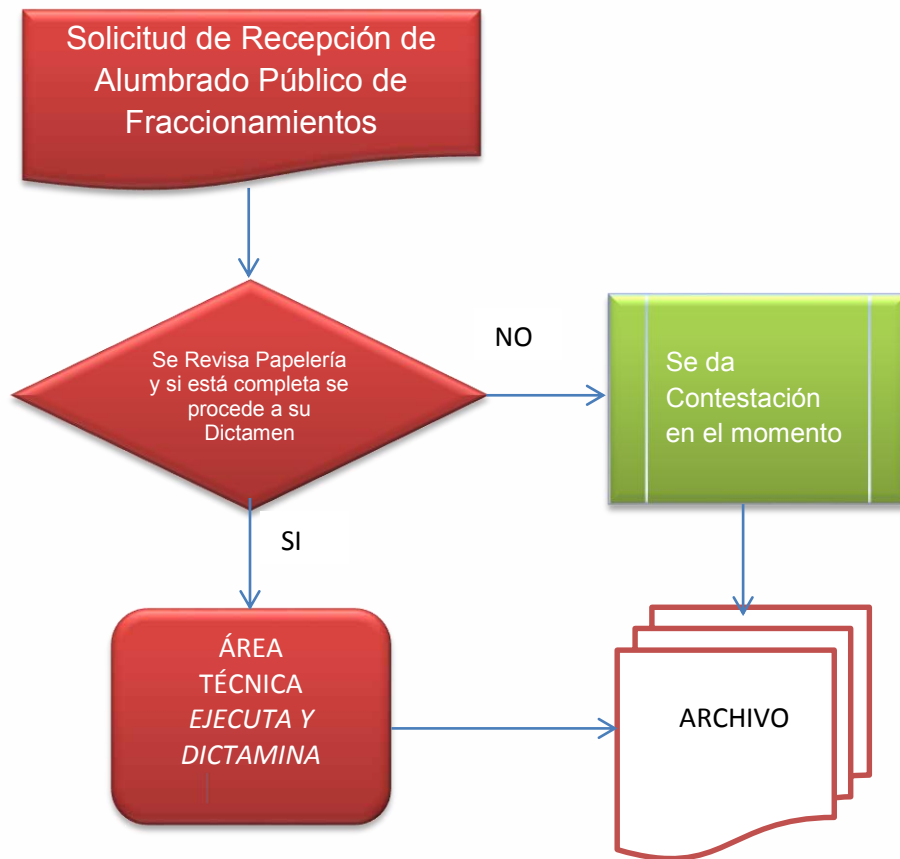 Solicitud de Recepción de
Alumbrado Público de
Fraccionamientos
Se Revisa Papelería
y si está completa se
procede a su
Dictamen
NO
Se da
Contestación
en el momento
SI
ÁREA
TÉCNICA
EJECUTA Y
DICTAMINA
ARCHIVO